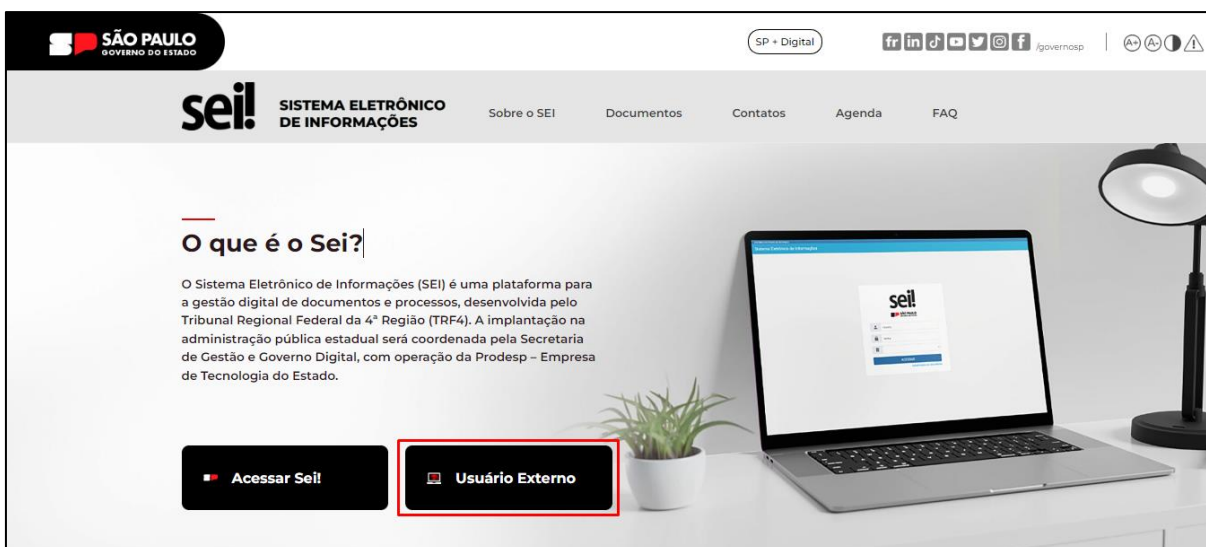 SÃO PAULO
GOVERNO DO ESTADO
SP + Digital
/governosp
A+ A-
sei!
SISTEMA ELETRÔNICO
DE INFORMAÇÕES
Sobre o SEI
Documentos
Contatos
Agenda
FAQ
O que é o Sei?
O Sistema Eletrônico de Informações (SEI) é uma plataforma para
a gestão digital de documentos e processos, desenvolvida pelo
Tribunal Regional Federal da 4ª Região (TRF4). A implantação na
administração pública estadual será coordenada pela Secretaria
de Gestão e Governo Digital, com operação da Prodesp – Empresa
de Tecnologia do Estado.
sei!
Acessar Sei!
Usuário Externo